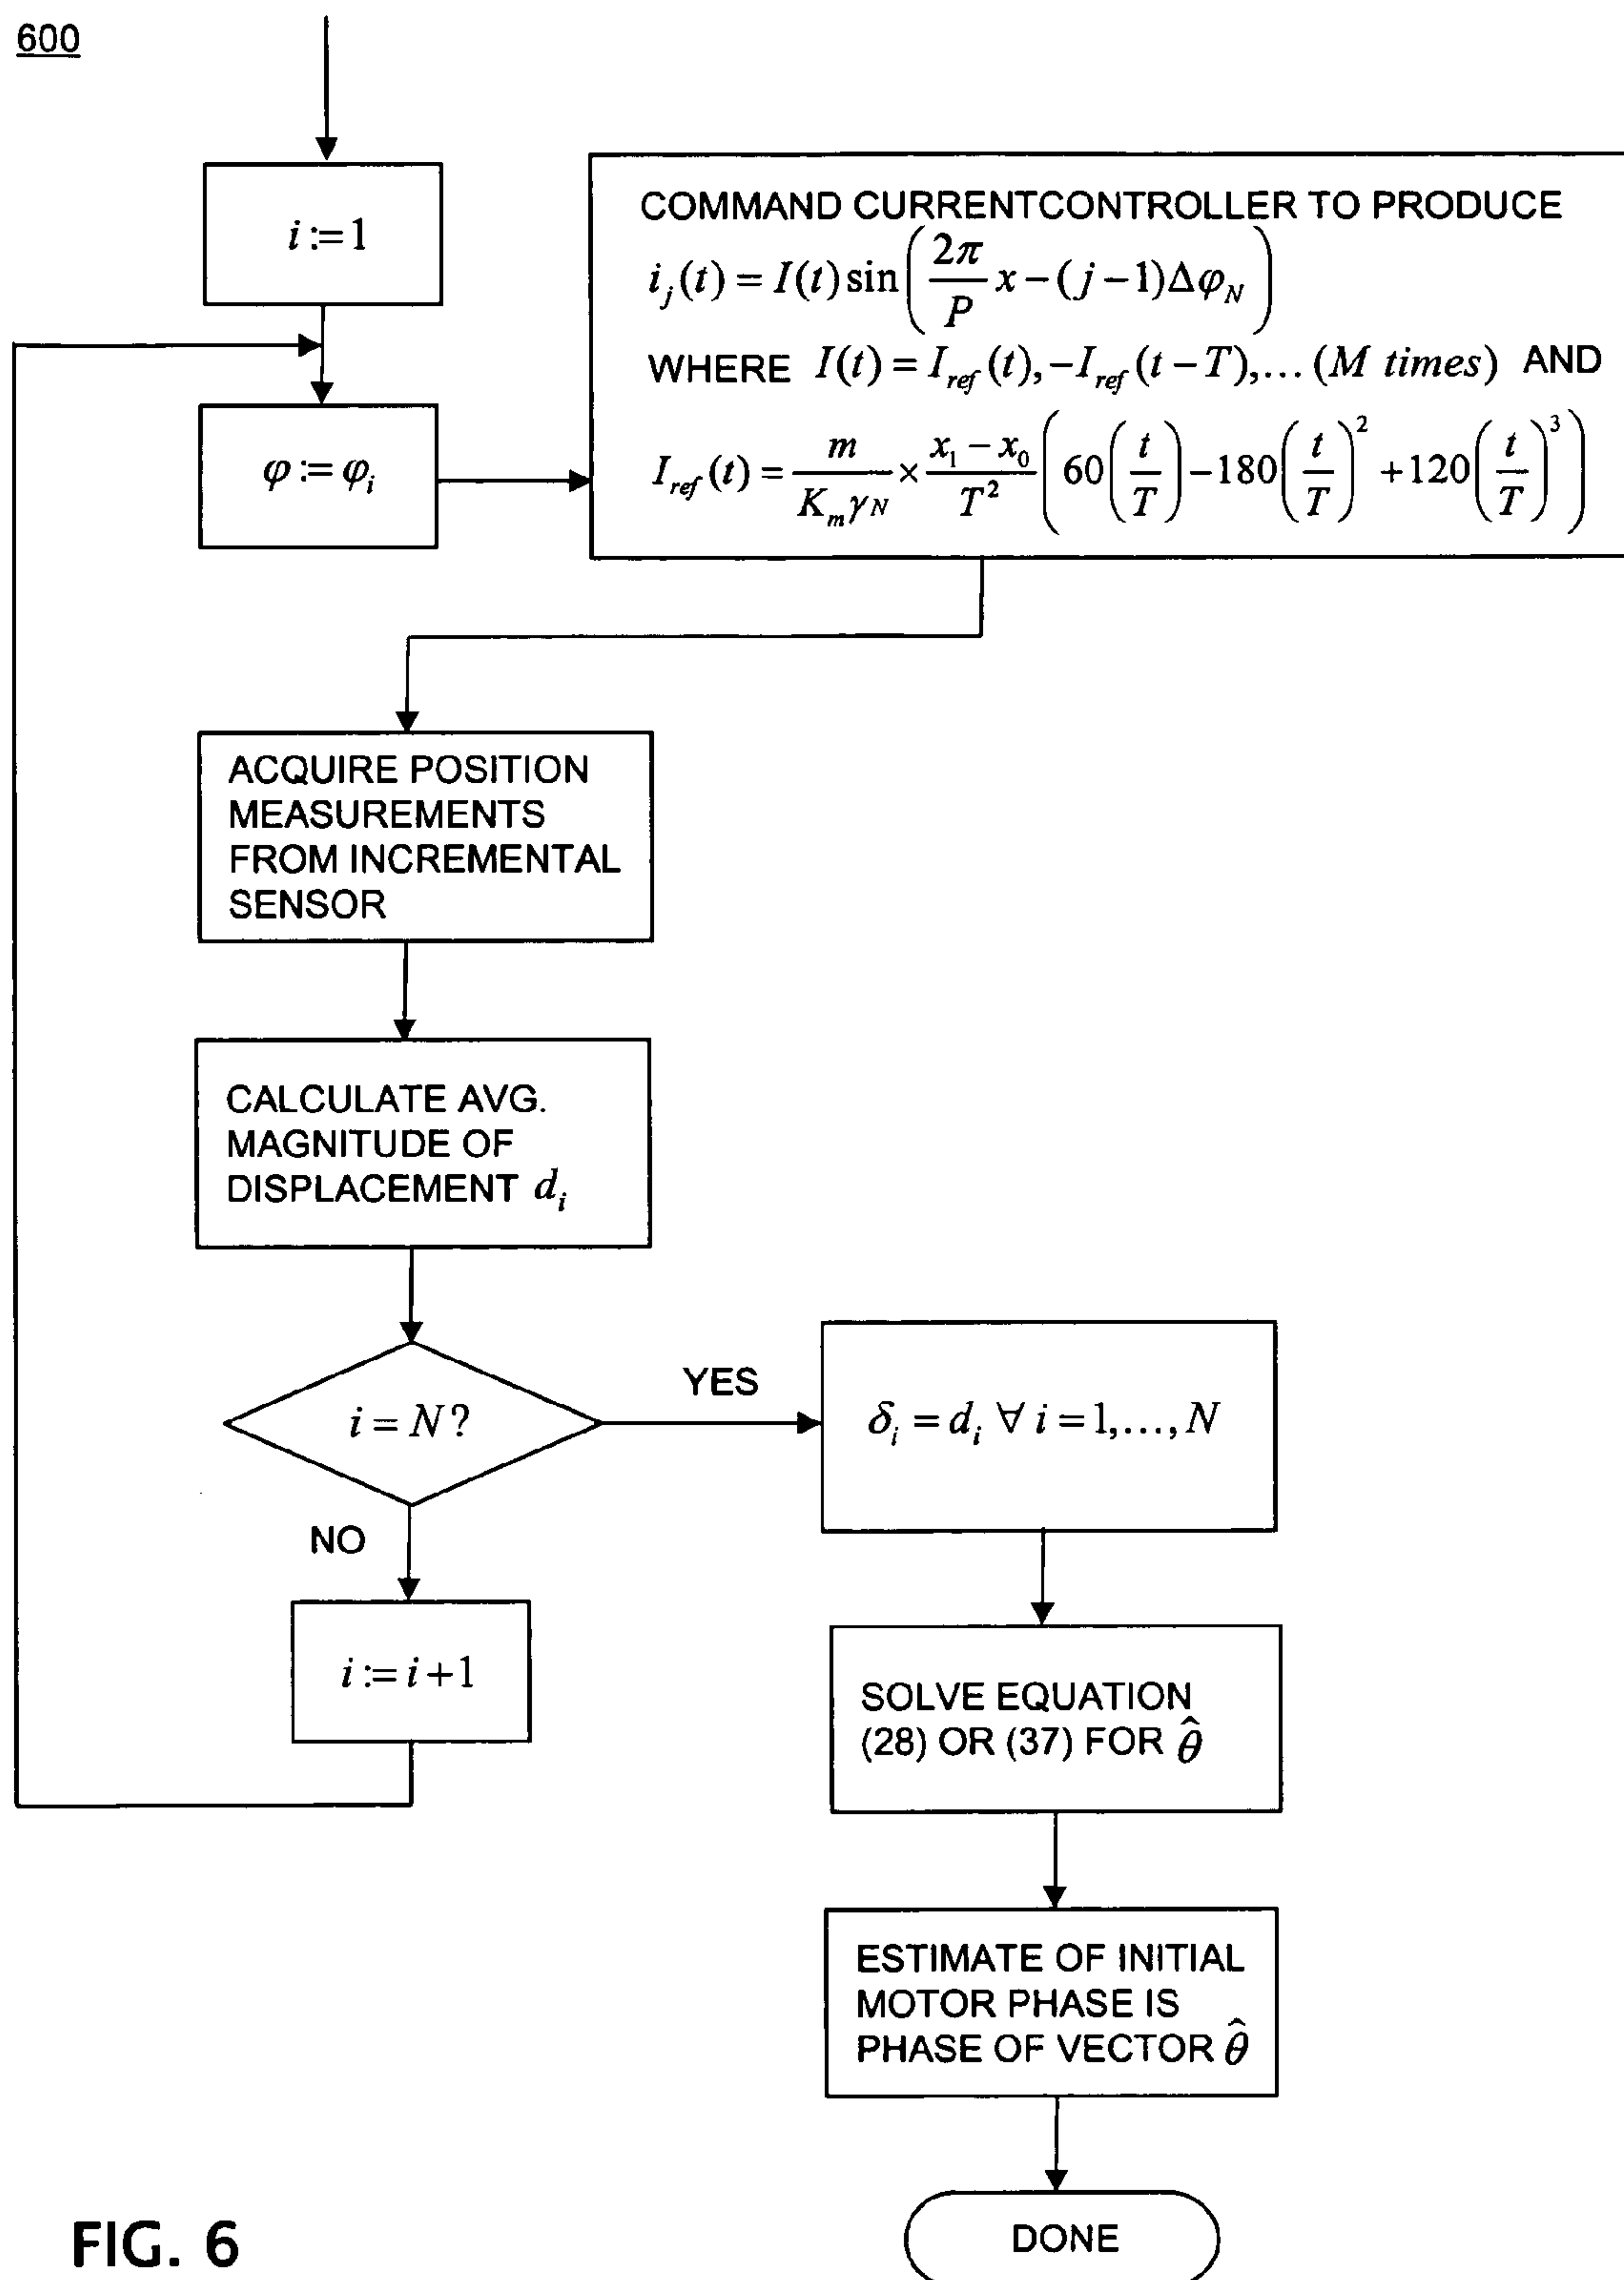 600
i := 1
φ := φ_i
COMMAND CURRENTCONTROLLER TO PRODUCE
i_j(t) = I(t) sin(2π/P x − (j−1)Δφ_N)
WHERE I(t) = I_ref(t), −I_ref(t−T),... (M times) AND
I_ref(t) = m/(K_m γ_N) × (x_1 − x_0)/T^2 (60(t/T) − 180(t/T)^2 + 120(t/T)^3)
ACQUIRE POSITION
MEASUREMENTS
FROM INCREMENTAL
SENSOR
CALCULATE AVG.
MAGNITUDE OF
DISPLACEMENT d_i
i = N?
YES
NO
i := i+1
δ_i = d_i ∀ i = 1,...,N
SOLVE EQUATION
(28) OR (37) FOR θ̂
ESTIMATE OF INITIAL
MOTOR PHASE IS
PHASE OF VECTOR θ̂
DONE
FIG. 6